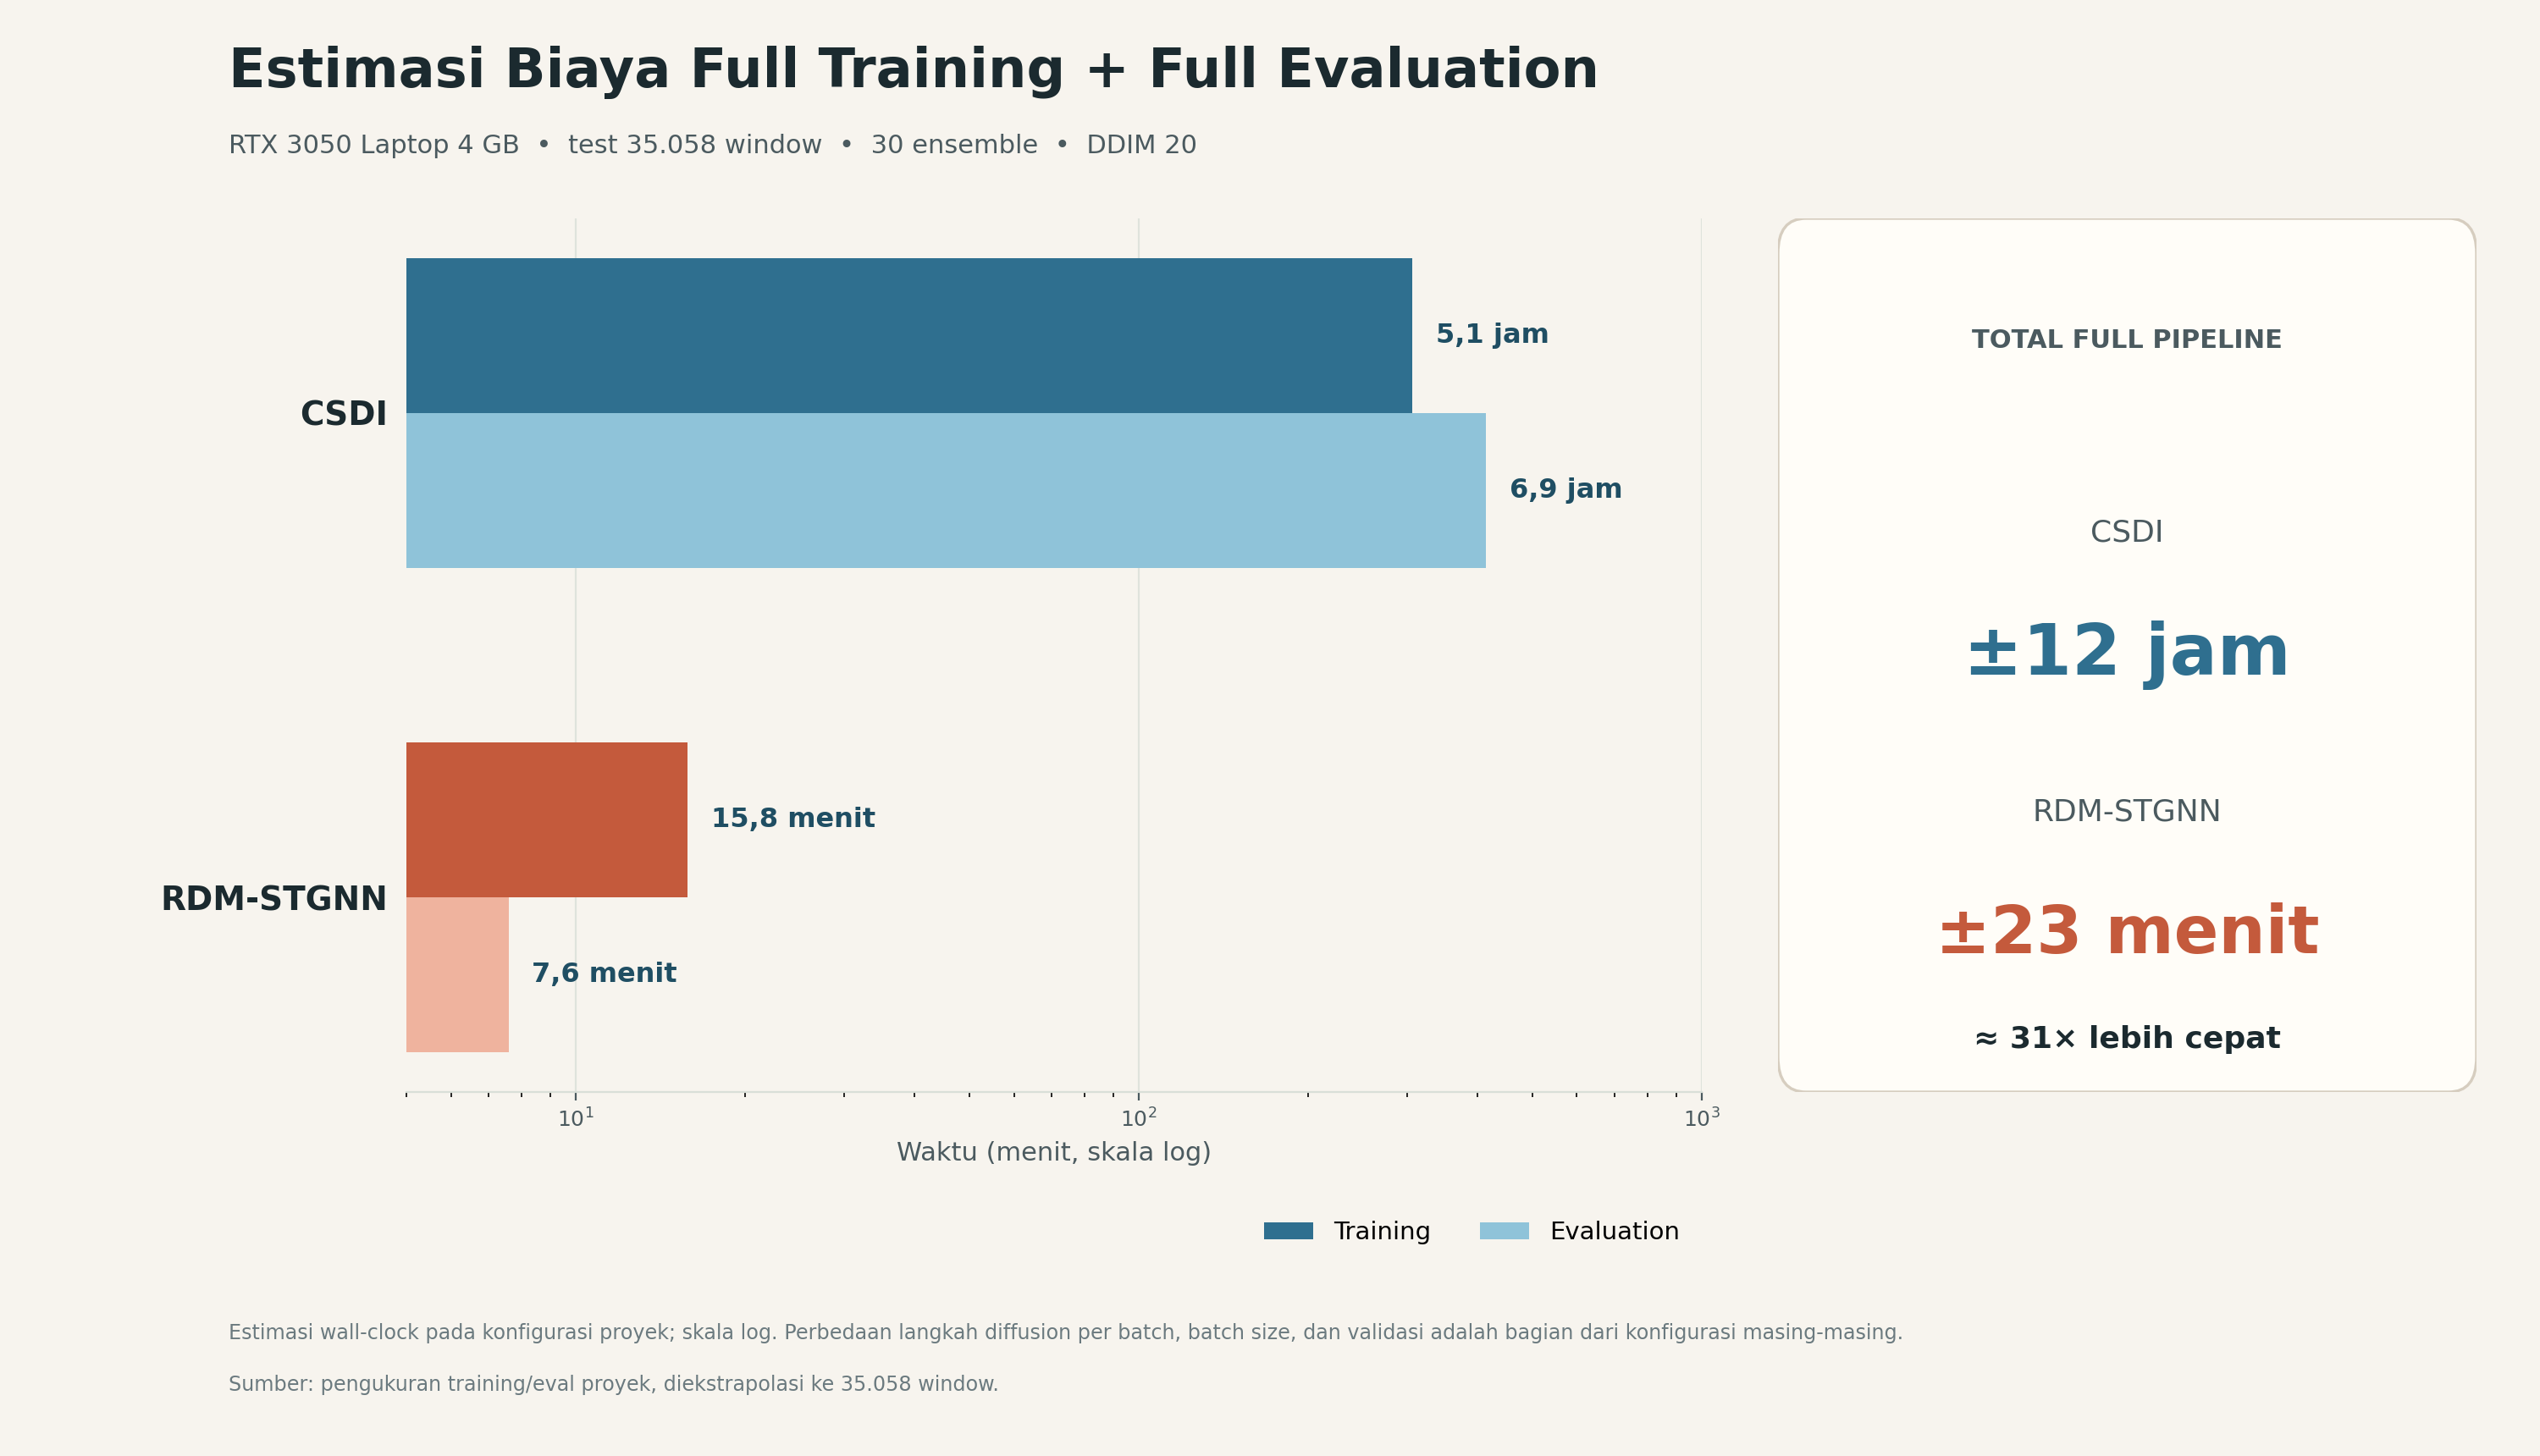 Estimasi Biaya Full Training + Full Evaluation
RTX 3050 Laptop 4 GB • test 35.058 window • 30 ensemble • DDIM 20
CSDI
5,1 jam
6,9 jam
RDM-STGNN
15,8 menit
7,6 menit
10¹ 10² 10³
Waktu (menit, skala log)
Training Evaluation
TOTAL FULL PIPELINE
CSDI
±12 jam
RDM-STGNN
±23 menit
≈ 31× lebih cepat
Estimasi wall-clock pada konfigurasi proyek; skala log. Perbedaan langkah diffusion per batch, batch size, dan validasi adalah bagian dari konfigurasi masing-masing.
Sumber: pengukuran training/eval proyek, diekstrapolasi ke 35.058 window.